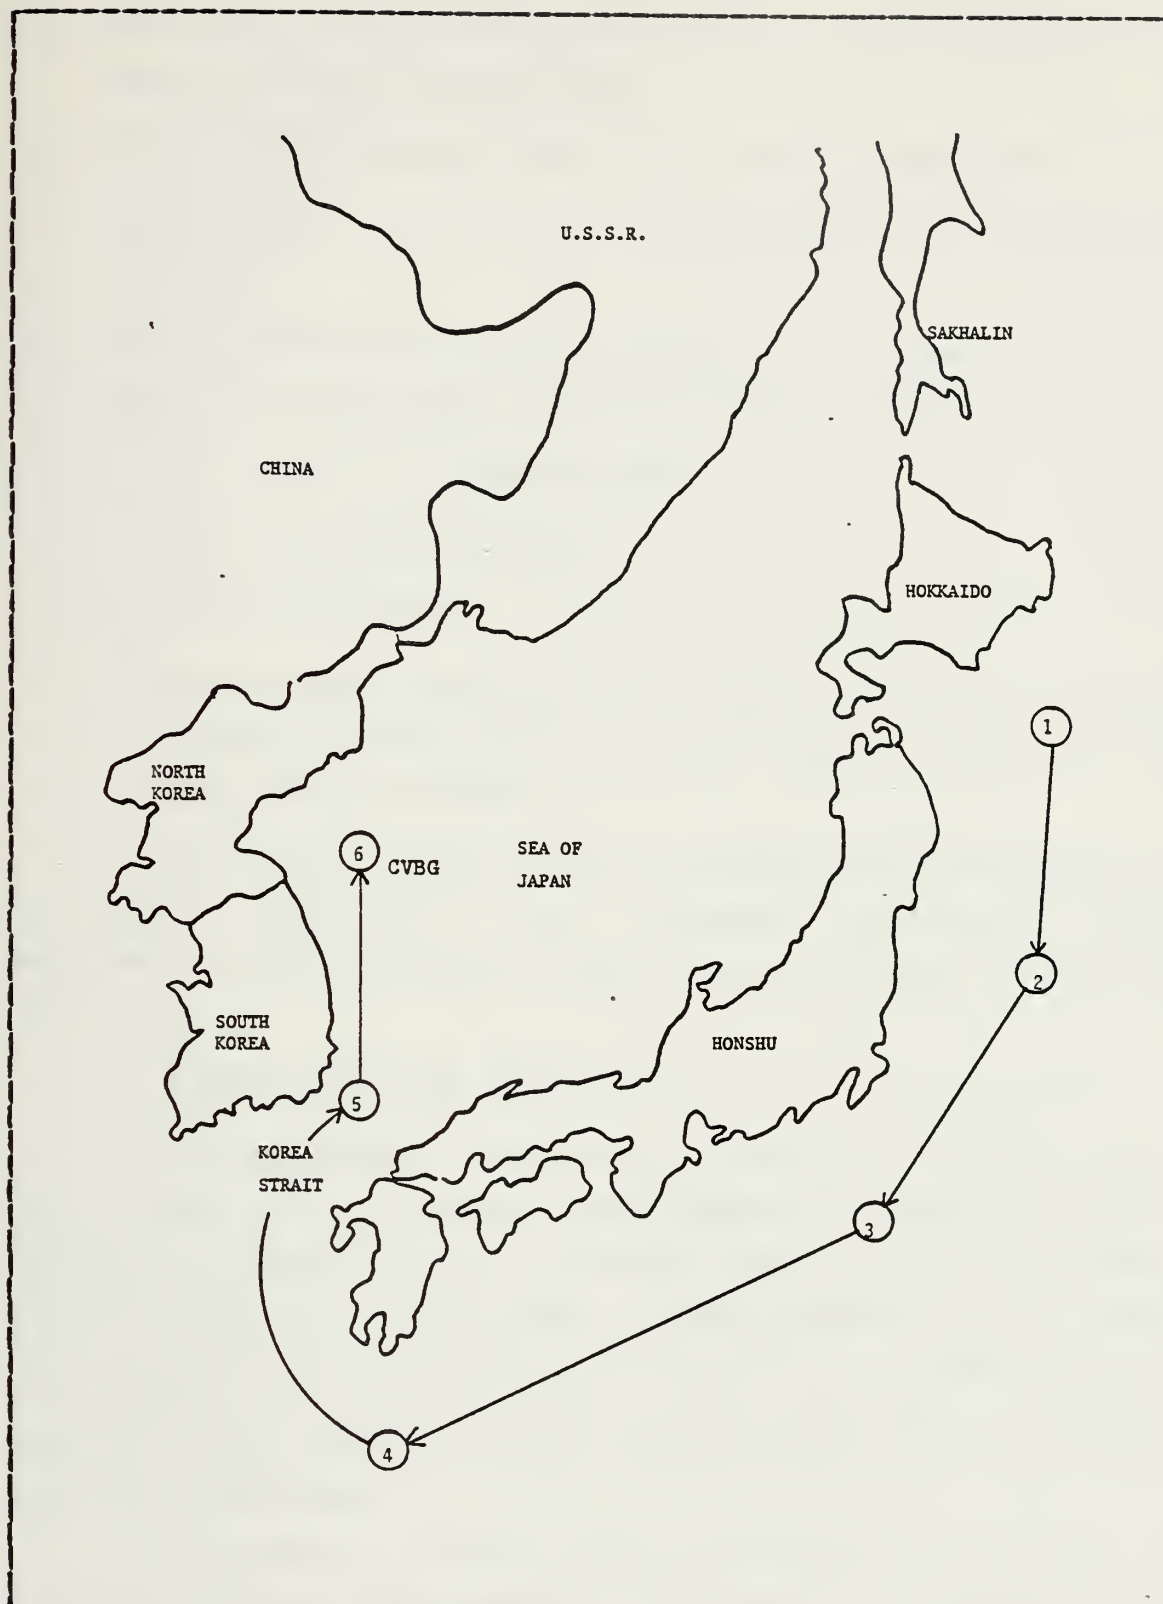 U.S.S.R.
SAKHALIN
CHINA
HOKKAIDO
1
NORTH
KOREA
6
CVBG
SEA OF
JAPAN
2
SOUTH
KOREA
HONSHU
5
KOREA
STRAIT
3
4